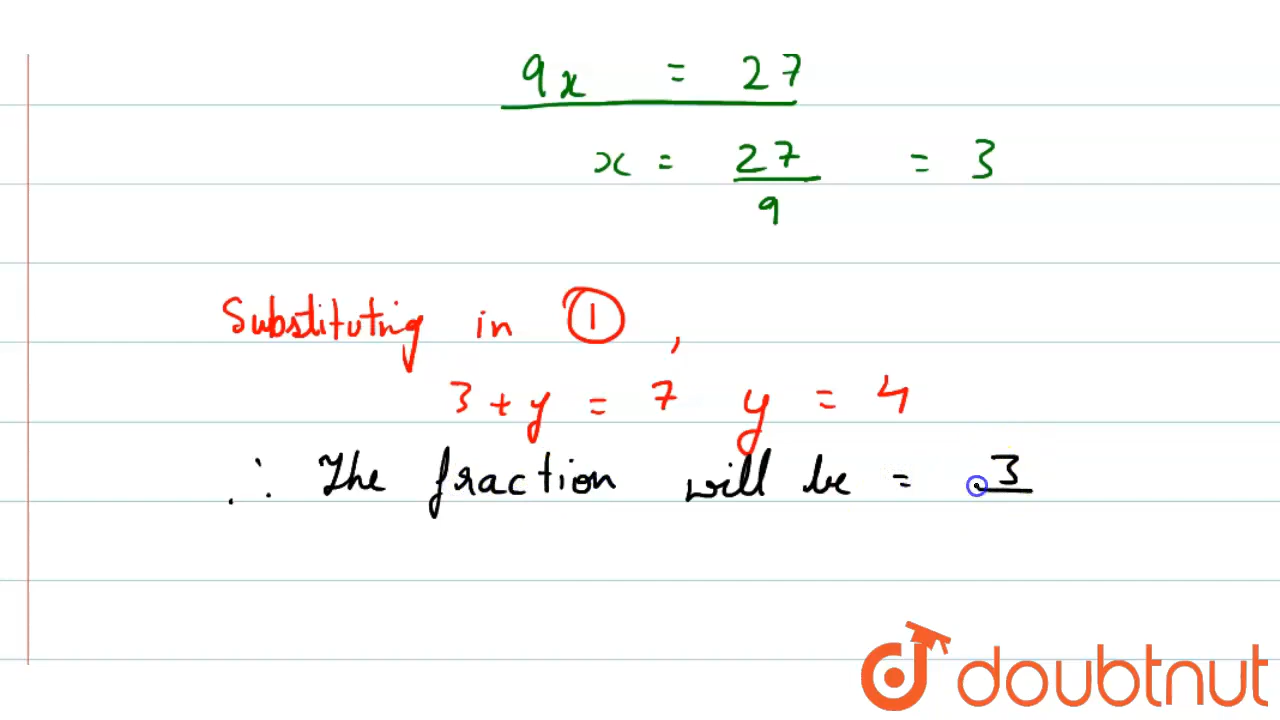 9x = 27
x = 27/9 = 3
Substituting in ①,
3 + y = 7 y = 4
∴ The fraction will be = 3
doubtnut